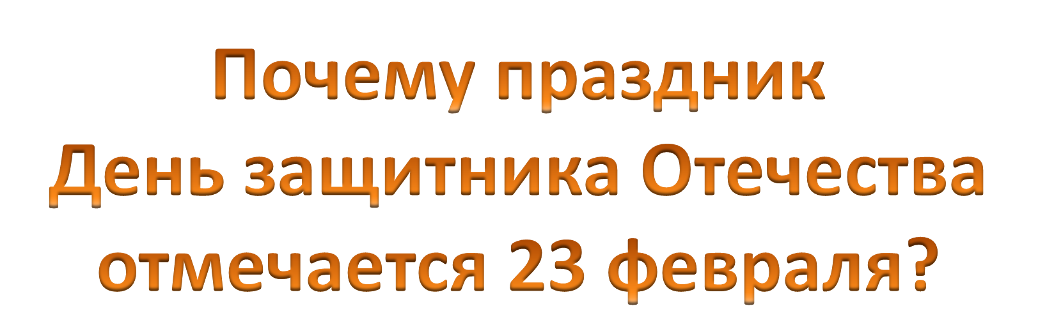 Почему праздник
День защитника Отечества
отмечается 23 февраля?